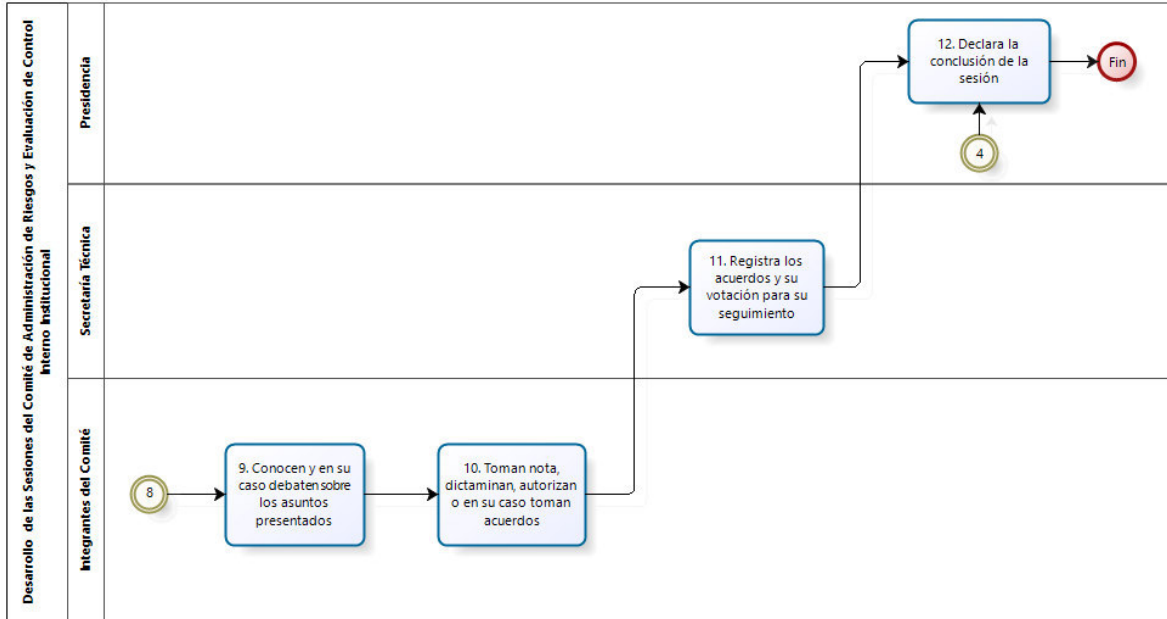 Desarrollo de las Sesiones del Comité de Administración de Riesgos y Evaluación de Control
Interno Institucional
Presidencia
12. Declara la
conclusión de la
sesión
Fin
4
Secretaría Técnica
11. Registra los
acuerdos y su
votación para su
seguimiento
Integrantes del Comité
8
9. Conocen y en su
caso debaten sobre
los asuntos
presentados
10. Toman nota,
dictaminan, autorizan
o en su caso toman
acuerdos